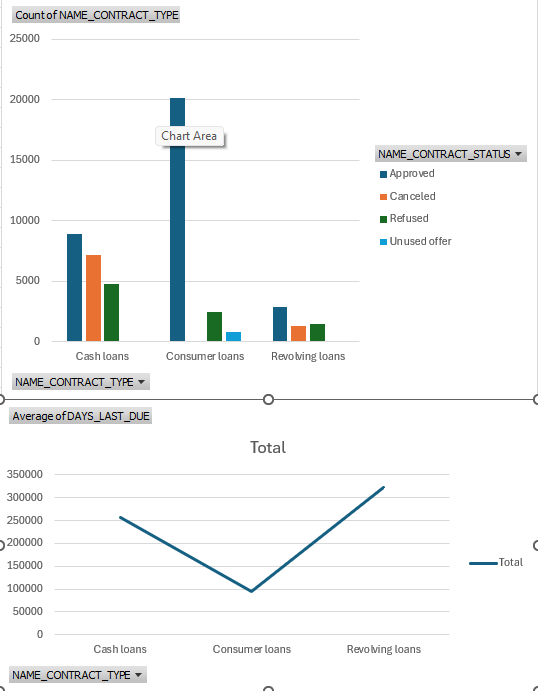 Count of NAME_CONTRACT_TYPE
25000
20000
15000
10000
5000
0
Chart Area
Cash loans Consumer loans Revolving loans
NAME_CONTRACT_STATUS
Approved
Canceled
Refused
Unused offer
NAME_CONTRACT_TYPE
Average of DAYS_LAST_DUE
Total
350000
300000
250000
200000
150000
100000
50000
0
Cash loans Consumer loans Revolving loans
Total
NAME_CONTRACT_TYPE